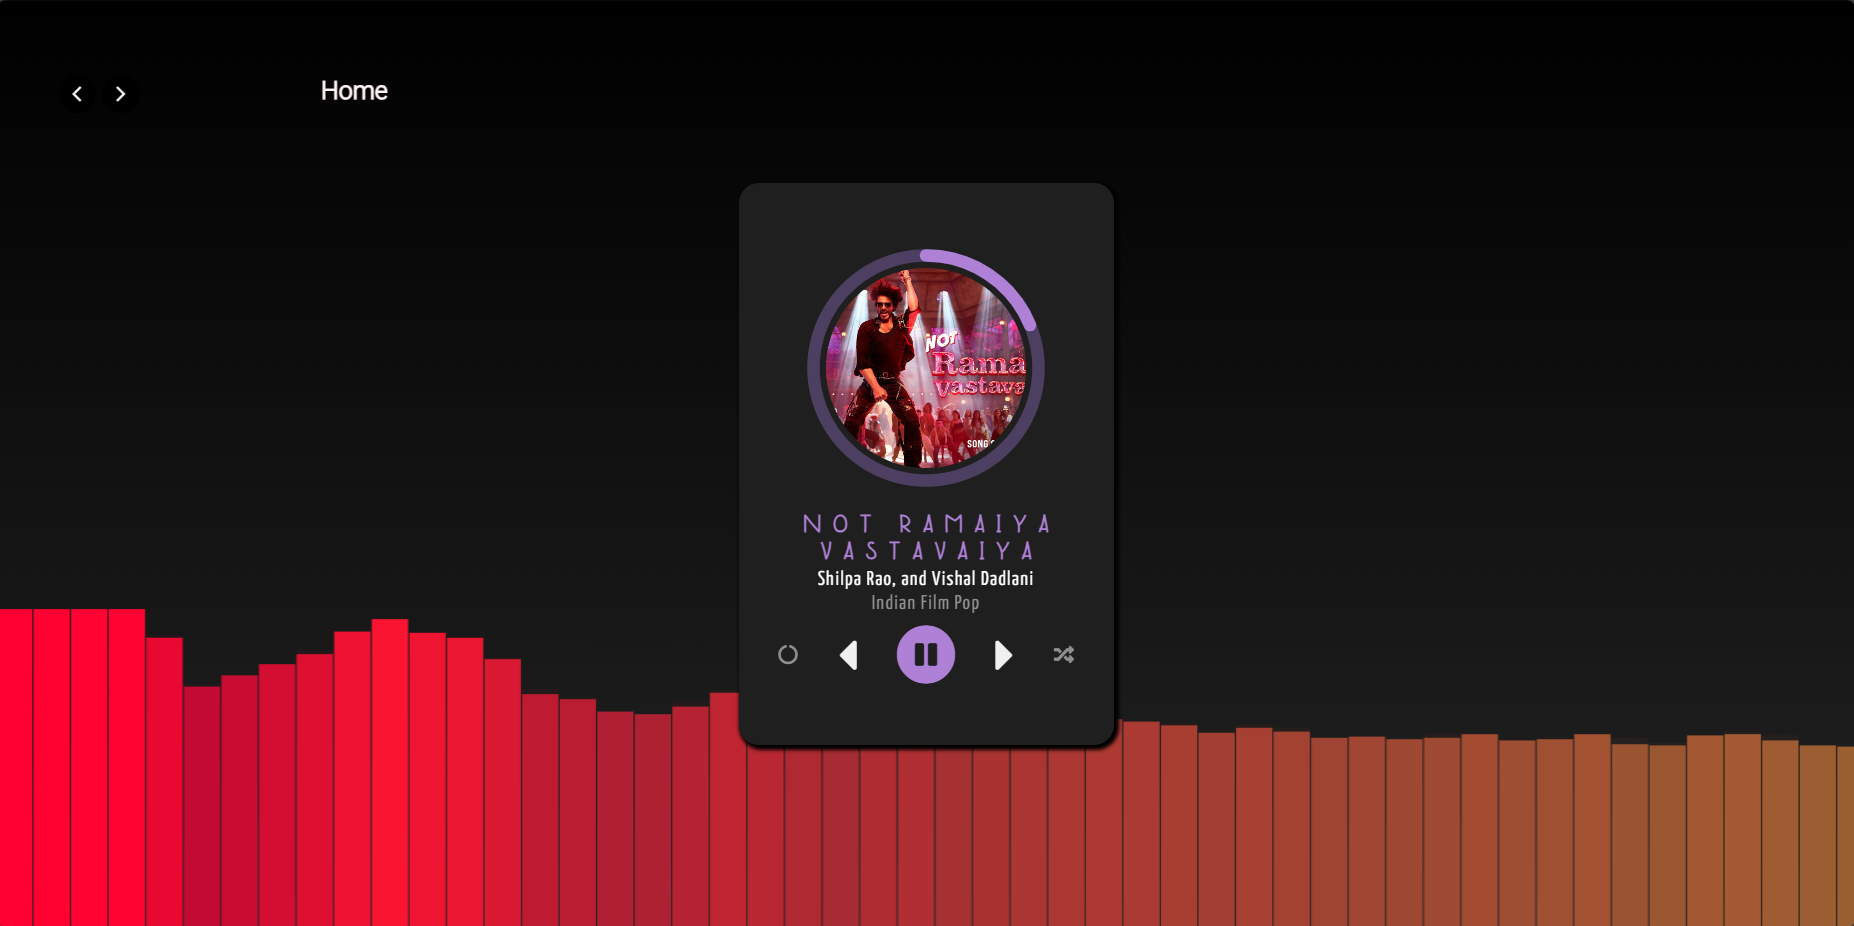 Home
NOT
Rama
Vastava
SONG
NOT RAMAIYA
VASTAVAIYA
Shilpa Rao, and Vishal Dadlani
Indian Film Pop